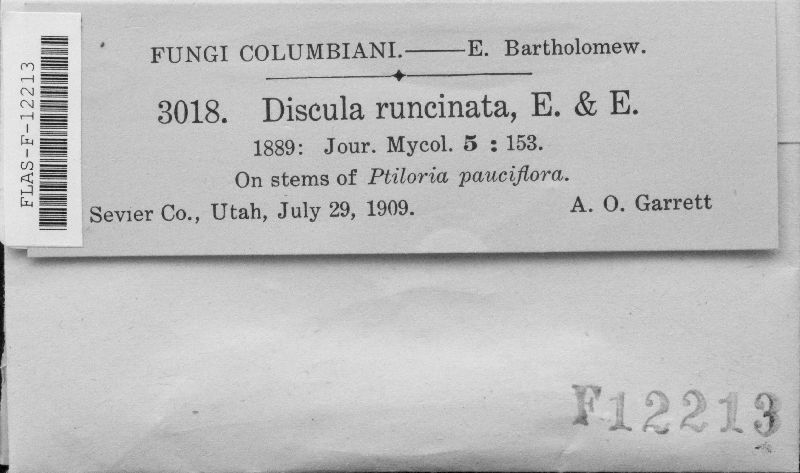 FLAS-F-12213
FUNGI COLUMBIANI.——E. Bartholomew.
3018. Discula runcinata, E. & E.
1889: Jour. Mycol. 5 : 153.
On stems of Ptiloria pauciflora.
Sevier Co., Utah, July 29, 1909. A. O. Garrett
F12213